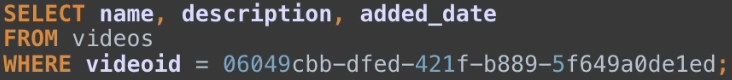 SELECT name, description, added_date
FROM videos
WHERE videoid = 06049cbb-dfed-421f-b889-5f649a0de1ed;